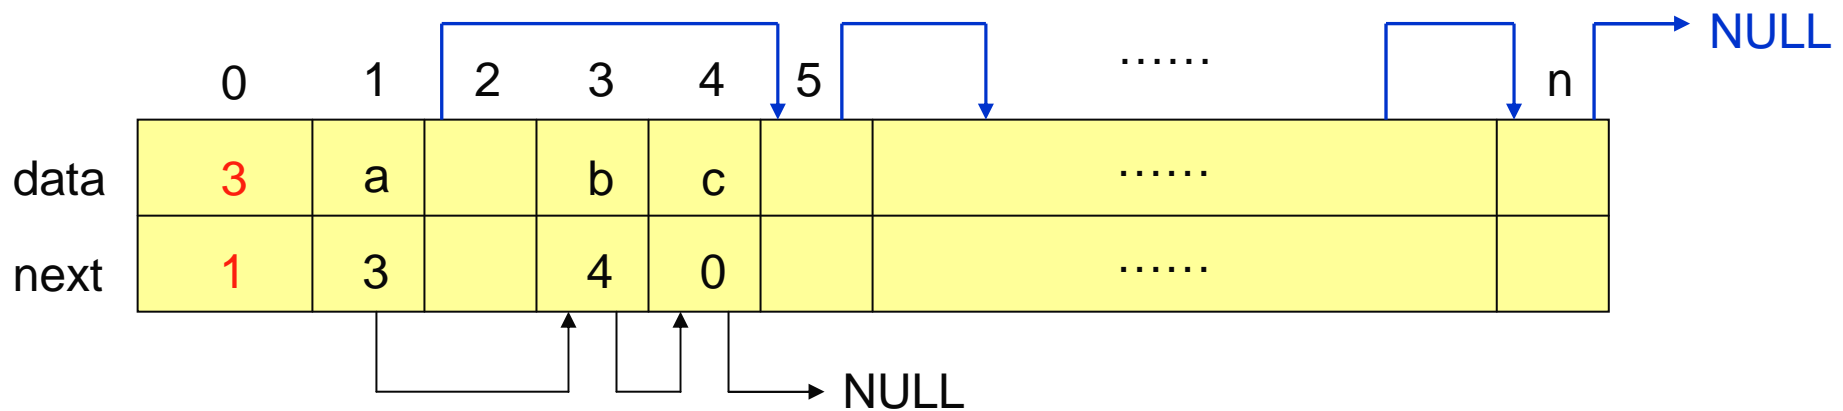 NULL
0 1 2 3 4 5 ...... n
data 3 a b c ......
next 1 3 4 0 ......
NULL